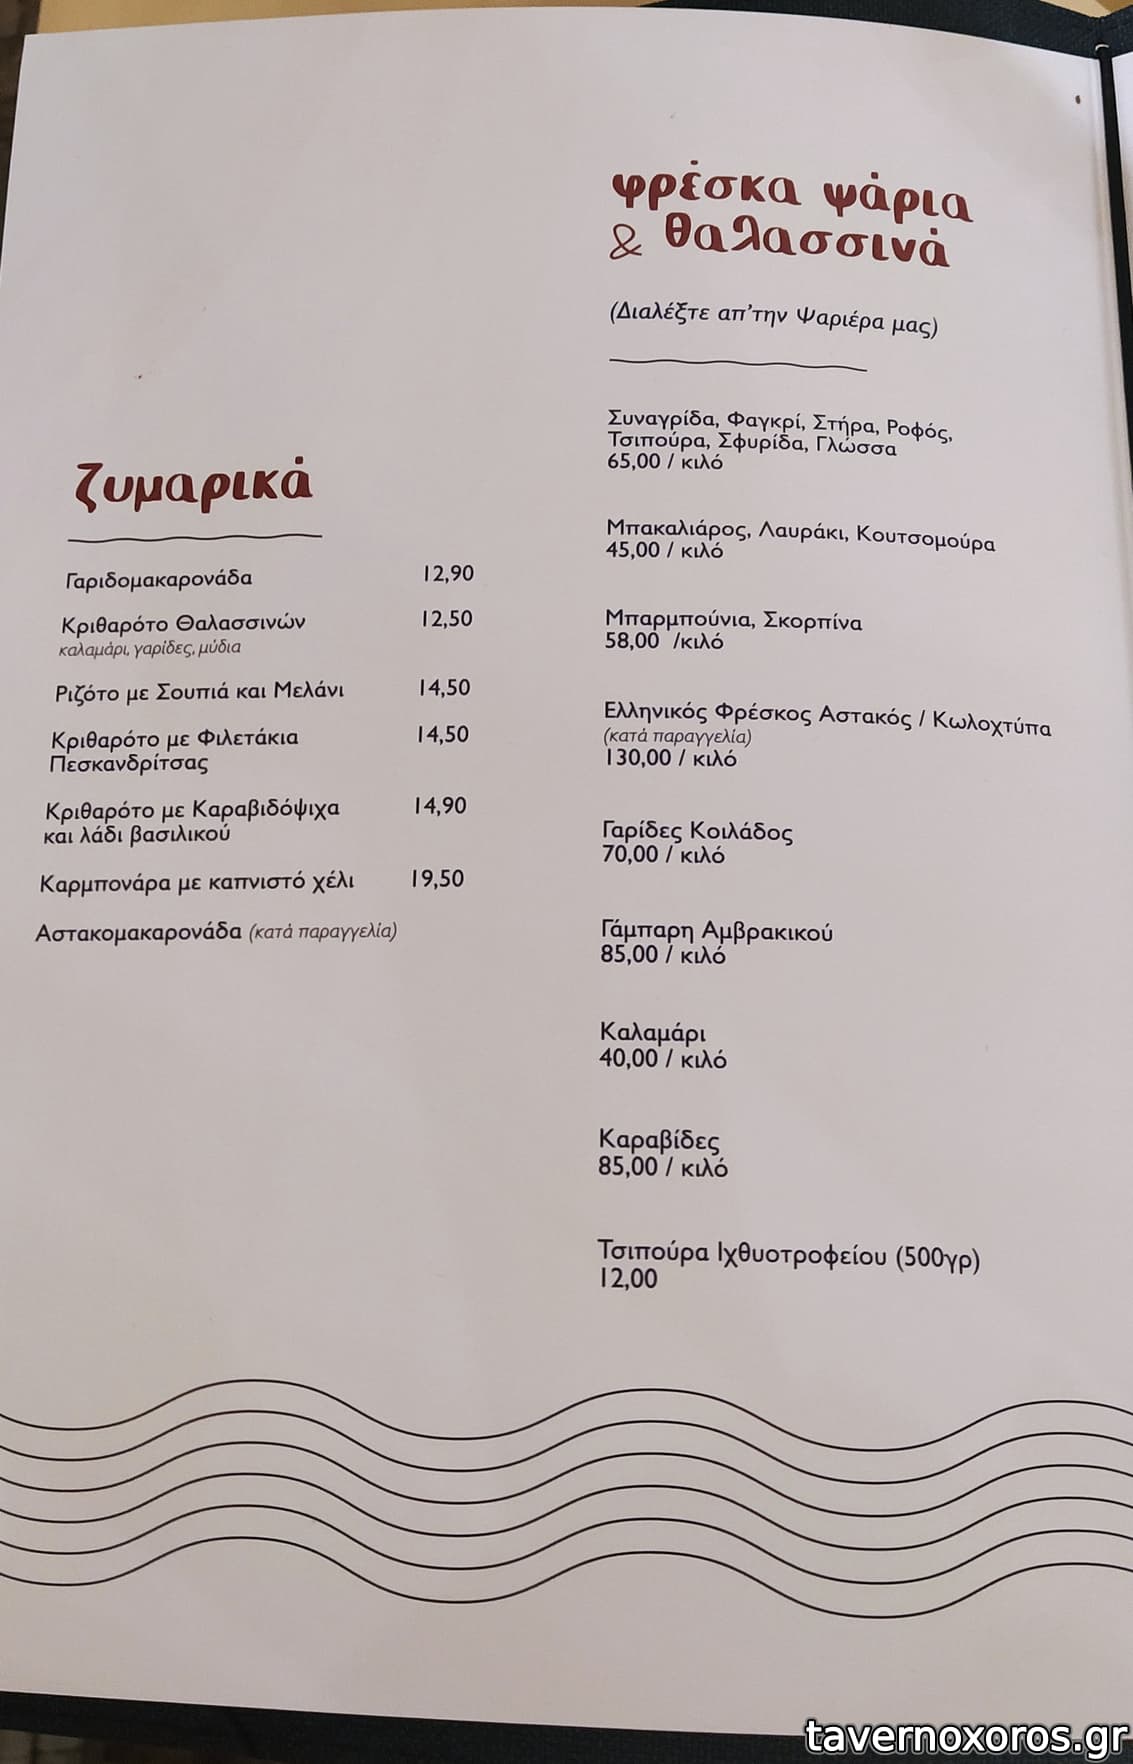 ζυμαρικά
Γαριδομακαρονάδα 12,90
Κριθαρότο Θαλασσινών 12,50
καλαμάρι, γαρίδες, μύδια
Ριζότο με Σουπιά και Μελάνι 14,50
Κριθαρότο με Φιλετάκια 14,50
Πεσκανδρίτσας
Κριθαρότο με Καραβιδόψιχα 14,90
και λάδι βασιλικού
Καρμπονάρα με καπνιστό χέλι 19,50
Αστακομακαρονάδα (κατά παραγγελία)
φρέσκα ψάρια
& θαλασσινά
(Διαλέξτε απ'την Ψαριέρα μας)
Συναγρίδα, Φαγκρί, Στήρα, Ροφός,
Τσιπούρα, Σφυρίδα, Γλώσσα
65,00 / κιλό
Μπακαλιάρος, Λαυράκι, Κουτσομούρα
45,00 / κιλό
Μπαρμπούνια, Σκορπίνα
58,00 /κιλό
Ελληνικός Φρέσκος Αστακός / Κωλοχτύπα
(κατά παραγγελία)
130,00 / κιλό
Γαρίδες Κοιλάδος
70,00 / κιλό
Γάμπαρη Αμβρακικού
85,00 / κιλό
Καλαμάρι
40,00 / κιλό
Καραβίδες
85,00 / κιλό
Τσιπούρα Ιχθυοτροφείου (500γρ)
12,00
tavernoxoros.gr